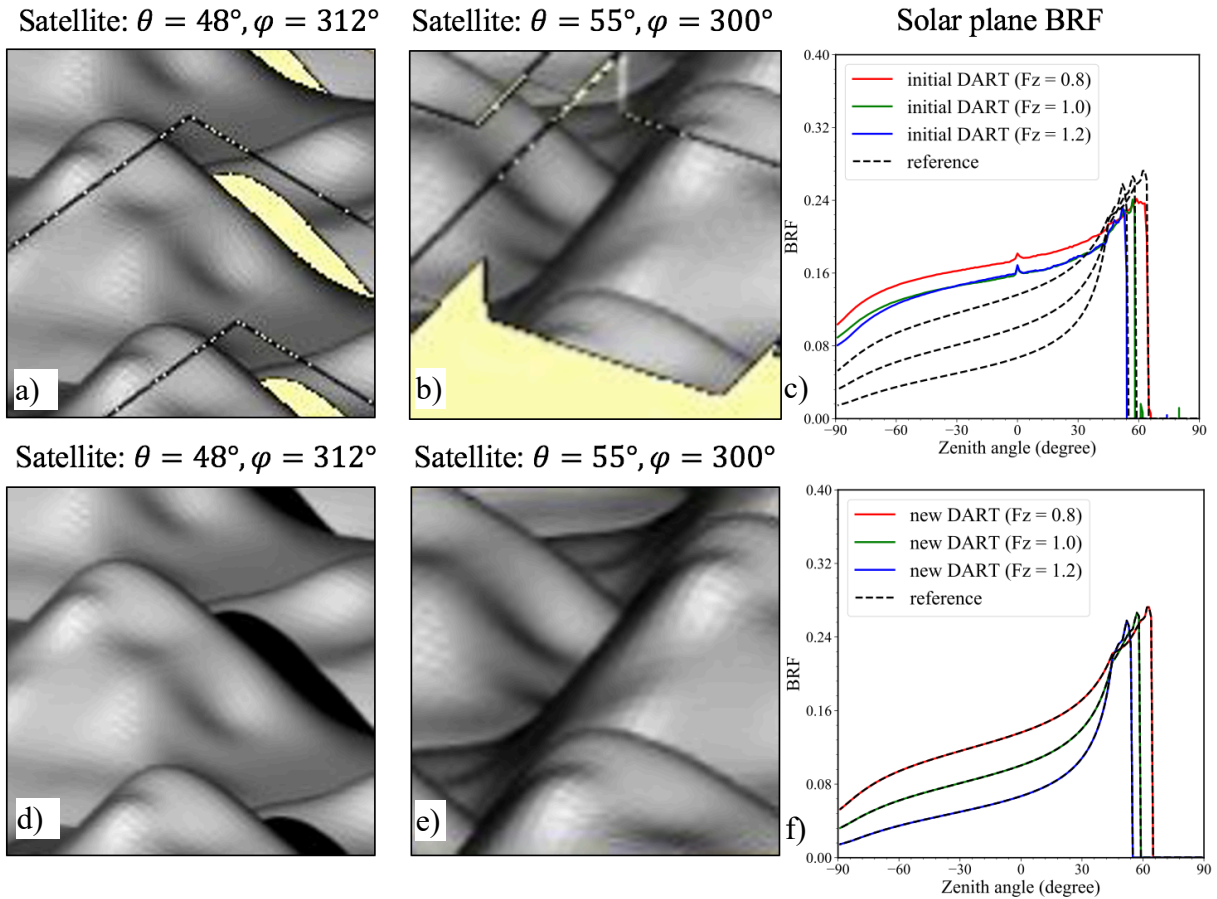 Satellite: θ = 48°, φ = 312°
Satellite: θ = 55°, φ = 300°
Solar plane BRF
a)
b)
c)
0.40
0.32
0.24
0.16
0.08
0.00
BRF
initial DART (Fz = 0.8)
initial DART (Fz = 1.0)
initial DART (Fz = 1.2)
reference
−90
−60
−30
0
30
60
90
Zenith angle (degree)
Satellite: θ = 48°, φ = 312°
Satellite: θ = 55°, φ = 300°
d)
e)
f)
0.40
0.32
0.24
0.16
0.08
0.00
BRF
new DART (Fz = 0.8)
new DART (Fz = 1.0)
new DART (Fz = 1.2)
reference
−90
−60
−30
0
30
60
90
Zenith angle (degree)